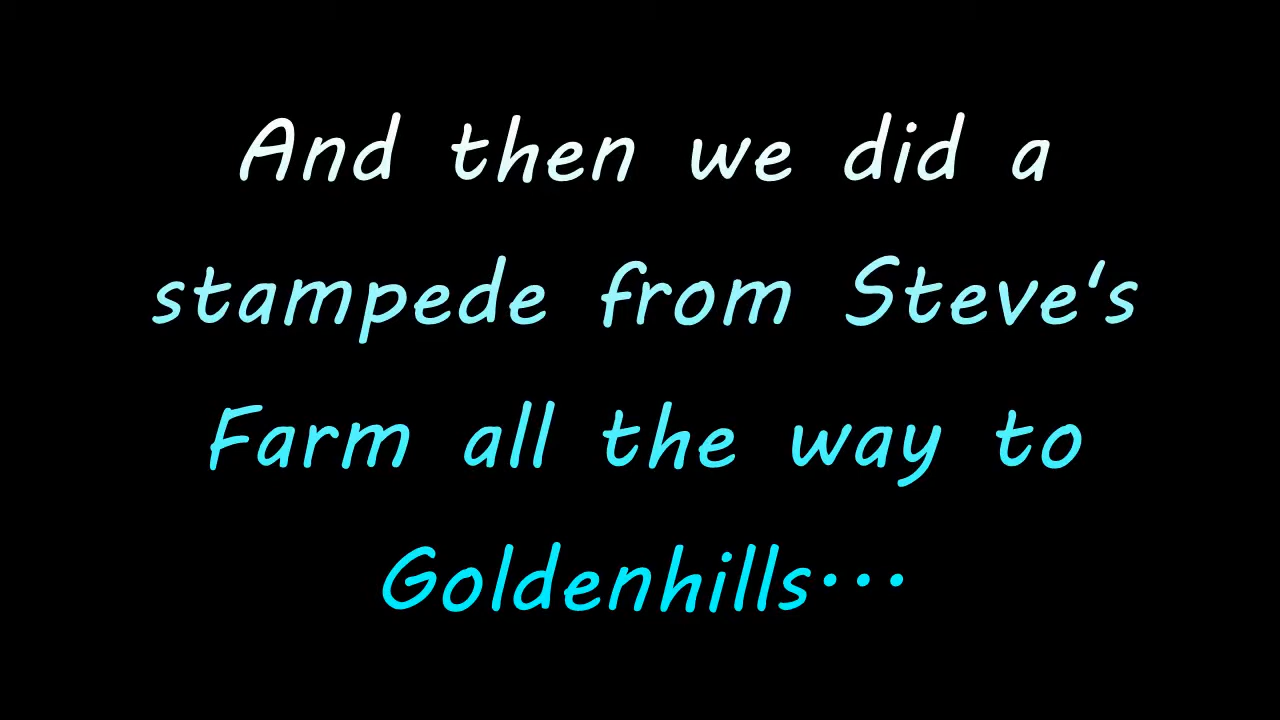 And then we did a
stampede from Steve's
Farm all the way to
Goldenhills...